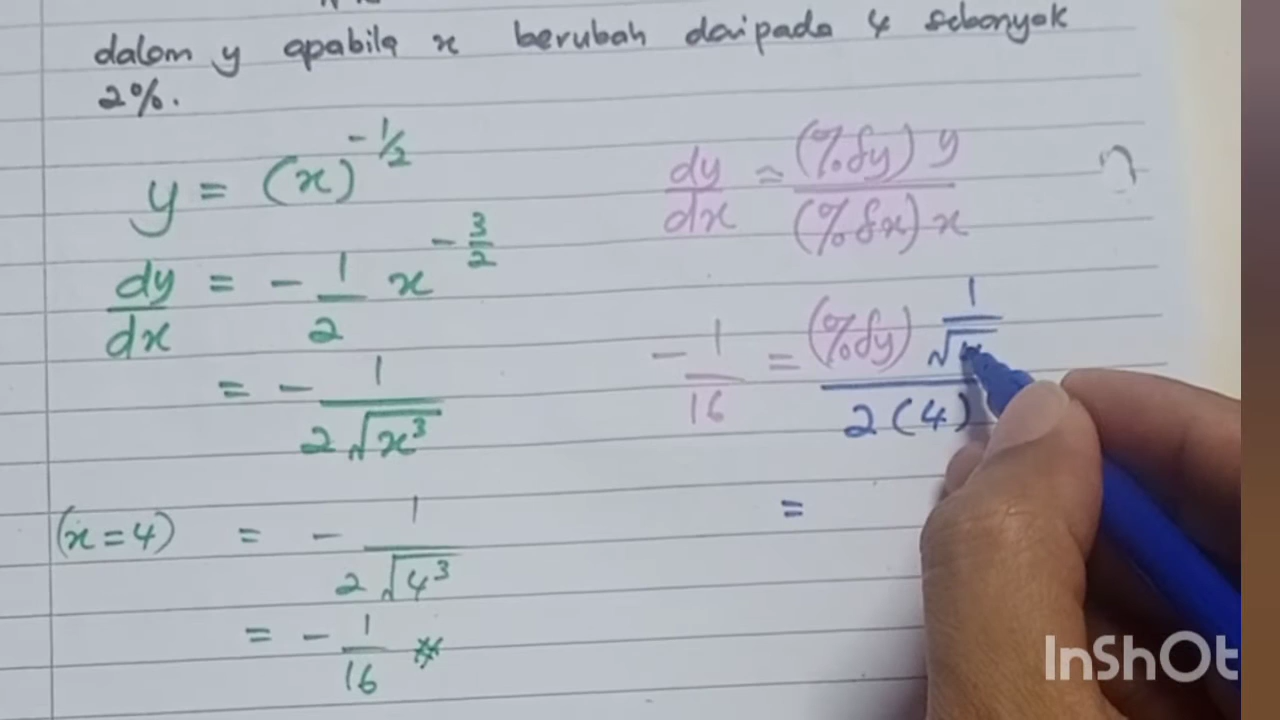 dalam y apabila x berubah daripada 4 sebanyak
2%.
y = (x)^{-1/2}
dy/dx = - 1/2 x^{-3/2}
= - 1/(2√x³)
(x = 4) = - 1/(2√4³)
= - 1/16 **
dy/dx ≈ (%δy) y / (%δx) x
- 1/16 = (%δy) 1/√ / 2(4)
=
InShOt